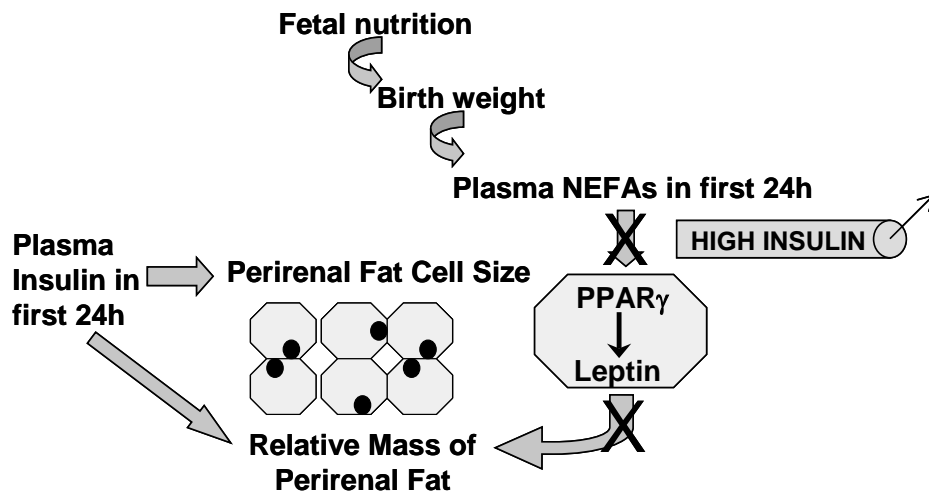 Fetal nutrition
Birth weight
Plasma NEFAs in first 24h
HIGH INSULIN
Plasma
Insulin in
first 24h
Perirenal Fat Cell Size
PPARγ
Leptin
Relative Mass of
Perirenal Fat